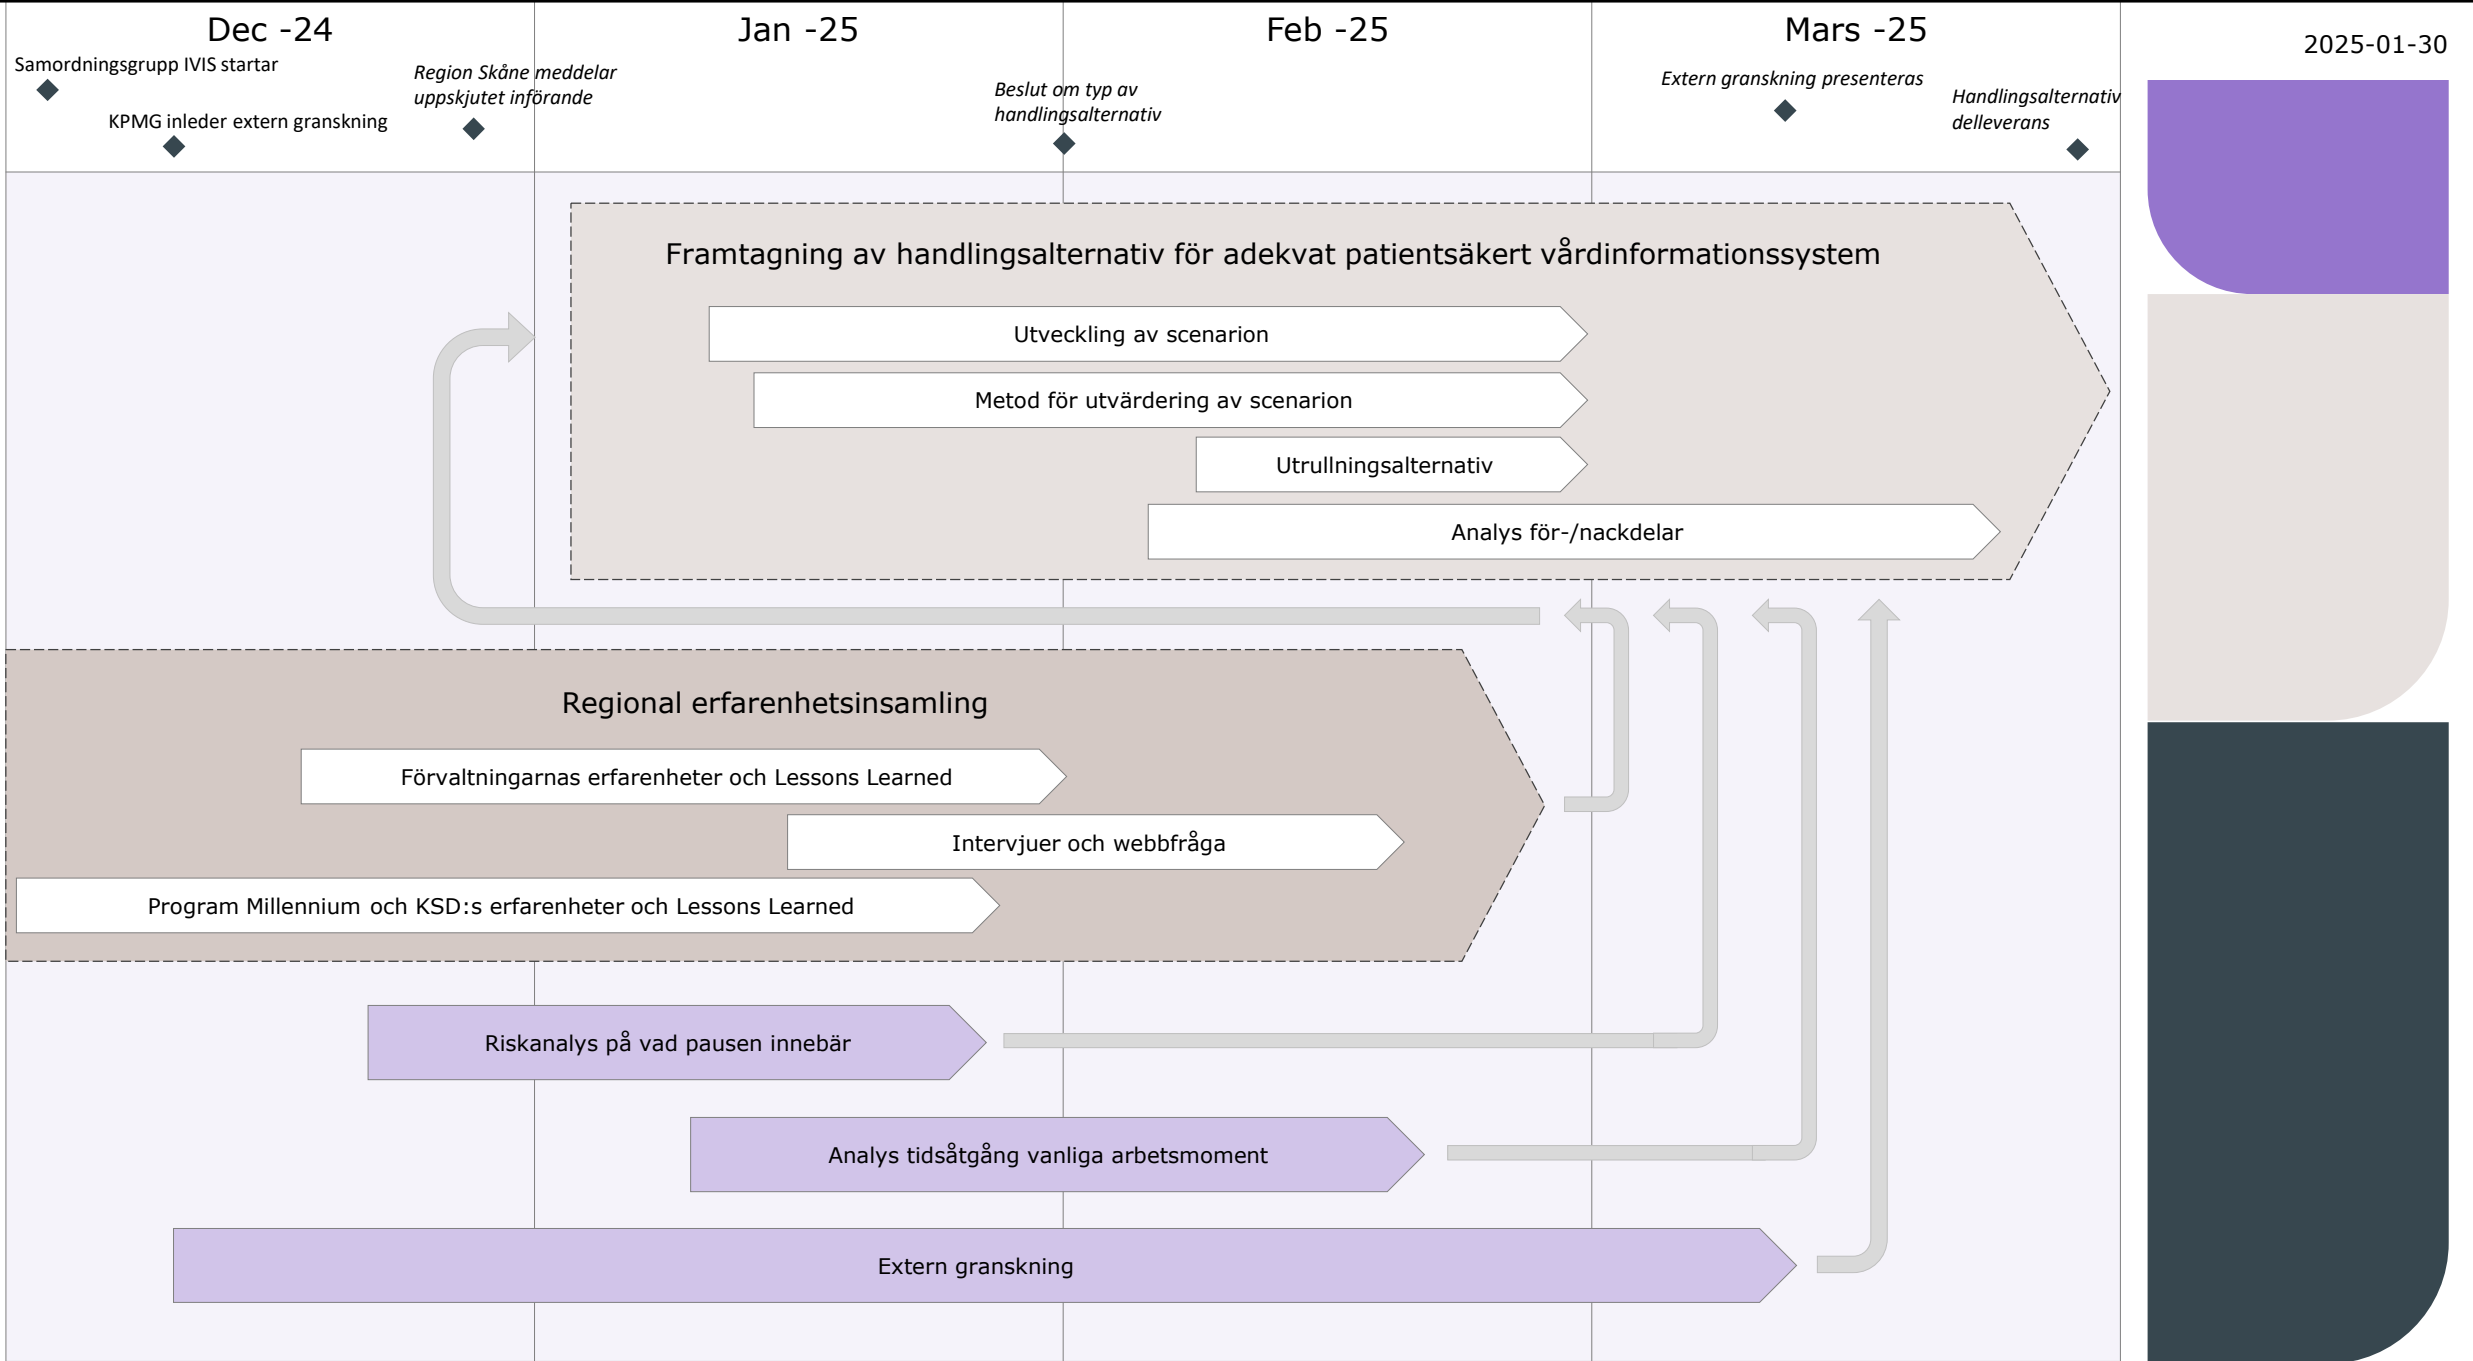 Dec -24
Jan -25
Feb -25
Mars -25
2025-01-30
Samordningsgrupp IVIS startar
KPMG inleder extern granskning
Region Skåne meddelar
uppskjutet införande
Beslut om typ av
handlingsalternativ
Extern granskning presenteras
Handlingsalternativ
delleverans
Framtagning av handlingsalternativ för adekvat patientsäkert vårdinformationssystem
Utveckling av scenarion
Metod för utvärdering av scenarion
Utrullningsalternativ
Analys för-/nackdelar
Regional erfarenhetsinsamling
Förvaltningarnas erfarenheter och Lessons Learned
Intervjuer och webbfråga
Program Millennium och KSD:s erfarenheter och Lessons Learned
Riskanalys på vad pausen innebär
Analys tidsåtgång vanliga arbetsmoment
Extern granskning